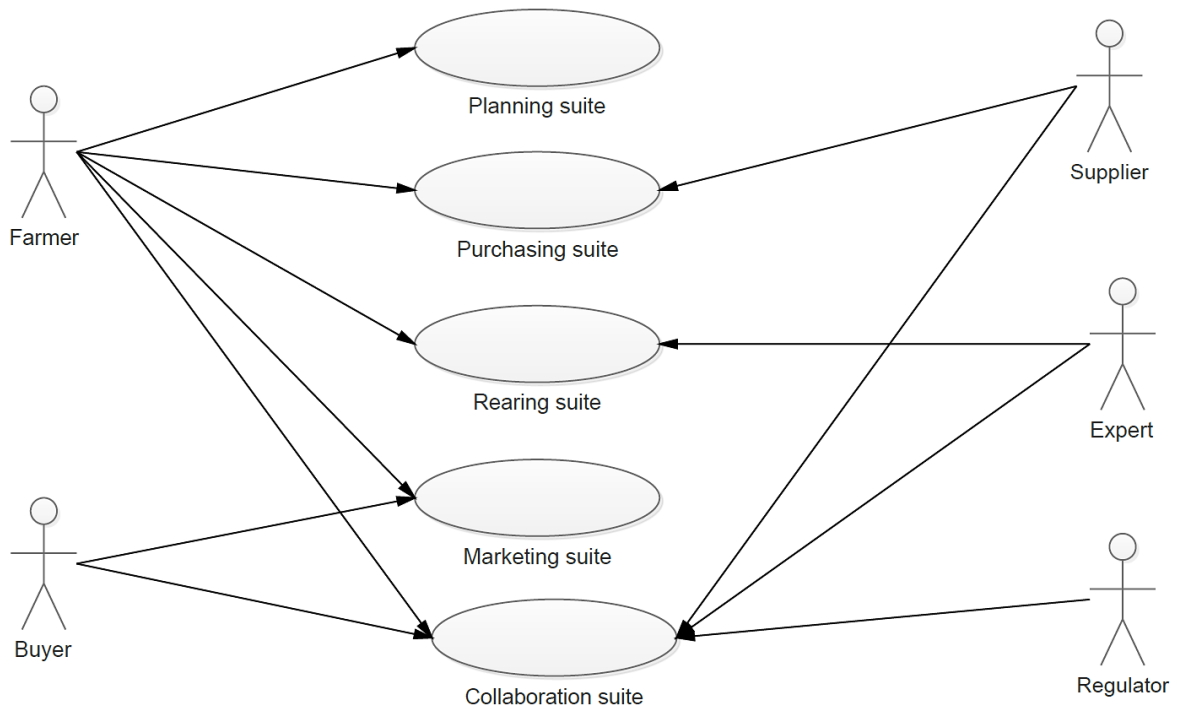 Planning suite
Supplier
Farmer
Purchasing suite
Rearing suite
Expert
Marketing suite
Buyer
Regulator
Collaboration suite